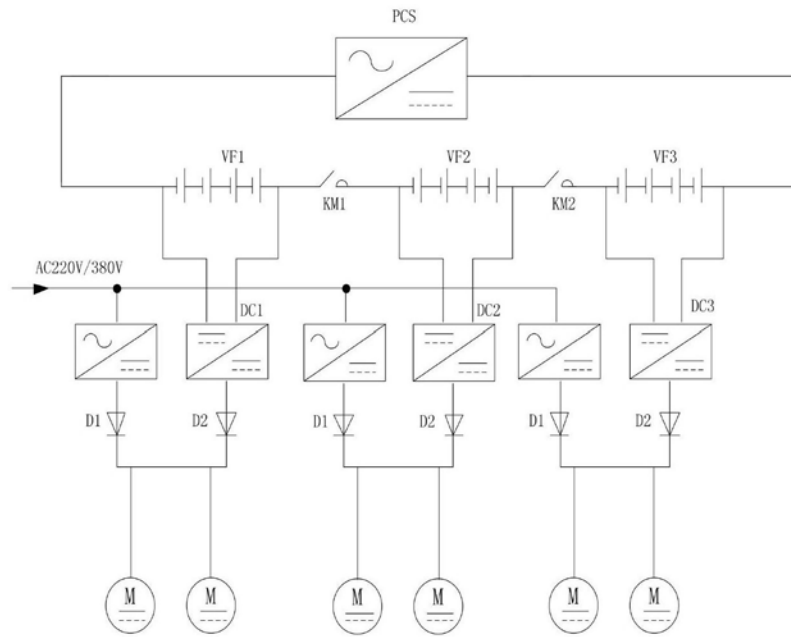 PCS
VF1
VF2
VF3
KM1
KM2
AC220V/380V
DC1
DC2
DC3
D1
D2
D1
D2
D1
D2
M
M
M
M
M
M